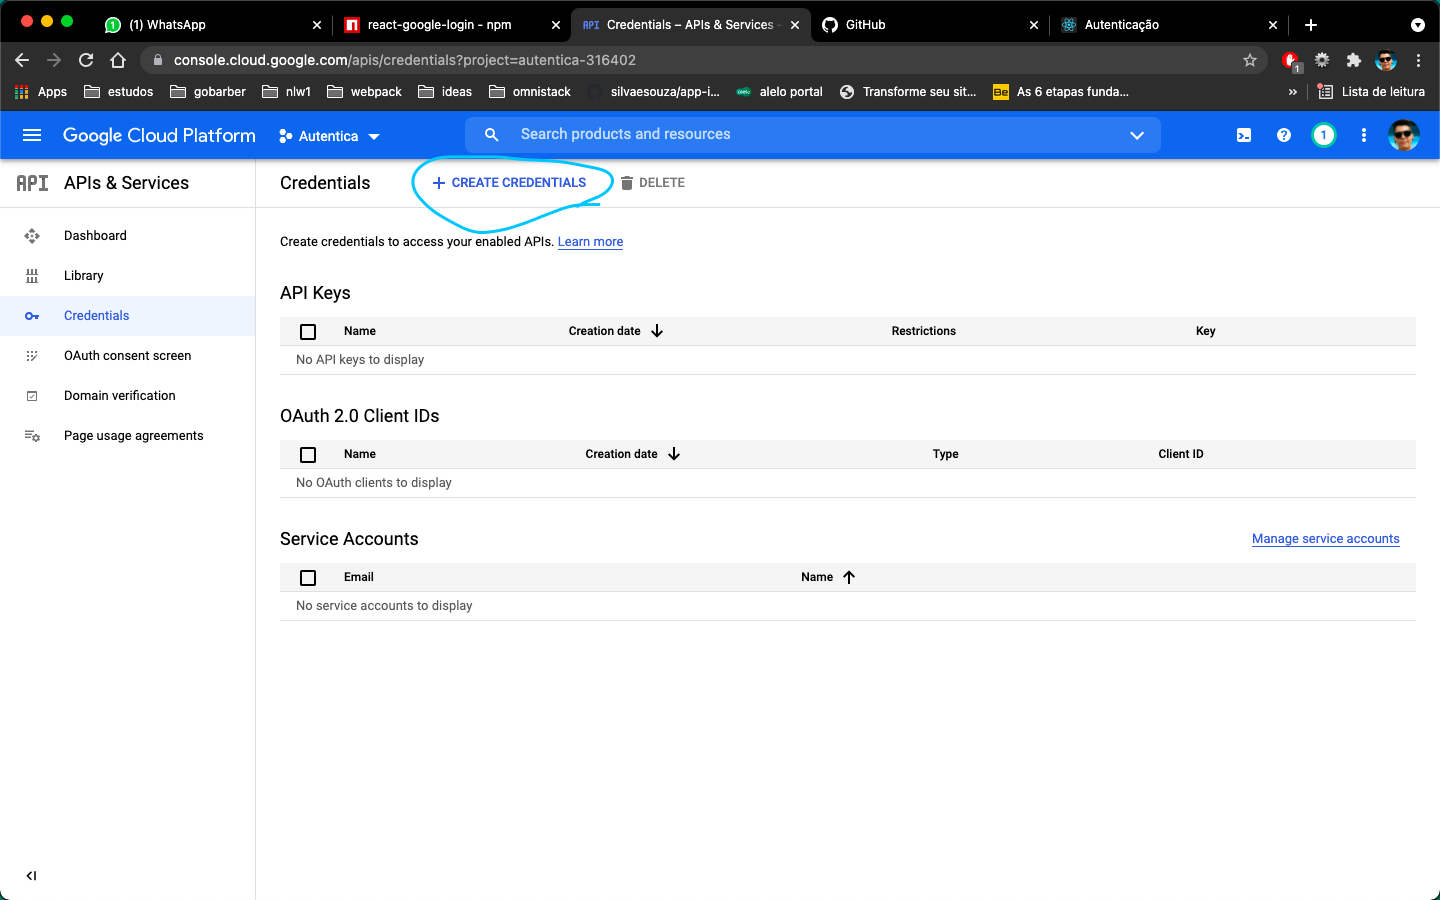 (1) WhatsApp
react-google-login - npm
API Credentials – APIs & Services -
GitHub
Autenticação
console.cloud.google.com/apis/credentials?project=autentica-316402
1
Apps
estudos
gobarber
nlw1
webpack
ideas
omnistack
silvaesouza/app-i...
alelo portal
Transforme seu sit...
Be As 6 etapas funda...
»
Lista de leitura
Google Cloud Platform
Autentica
Search products and resources
1
API APIs & Services
Credentials
+ CREATE CREDENTIALS
DELETE
Dashboard
Library
Credentials
OAuth consent screen
Domain verification
Page usage agreements
Create credentials to access your enabled APIs. Learn more
API Keys
Name Creation date Restrictions Key
No API keys to display
OAuth 2.0 Client IDs
Name Creation date Type Client ID
No OAuth clients to display
Service Accounts
Manage service accounts
Email Name
No service accounts to display